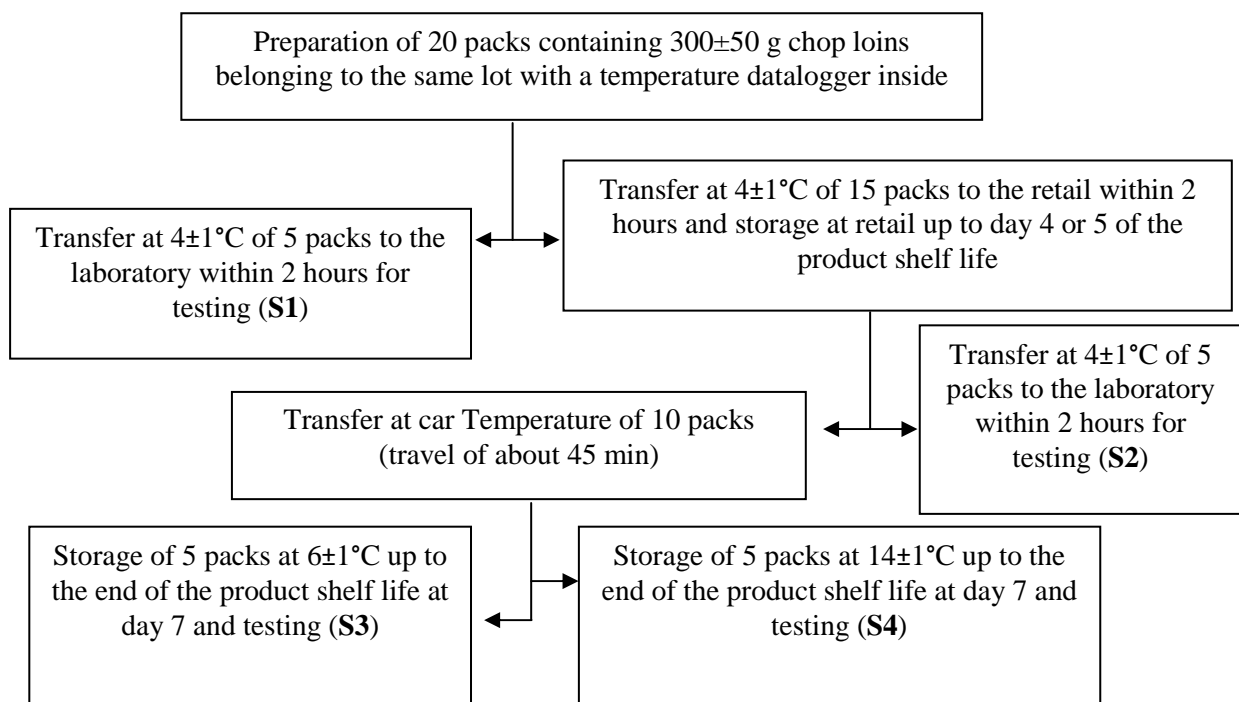 Preparation of 20 packs containing 300±50 g chop loins
belonging to the same lot with a temperature datalogger inside
Transfer at 4±1°C of 5 packs to the
laboratory within 2 hours for
testing (S1)
Transfer at 4±1°C of 15 packs to the retail within 2
hours and storage at retail up to day 4 or 5 of the
product shelf life
Transfer at car Temperature of 10 packs
(travel of about 45 min)
Transfer at 4±1°C of 5
packs to the laboratory
within 2 hours for
testing (S2)
Storage of 5 packs at 6±1°C up to
the end of the product shelf life at
day 7 and testing (S3)
Storage of 5 packs at 14±1°C up to the
end of the product shelf life at day 7 and
testing (S4)